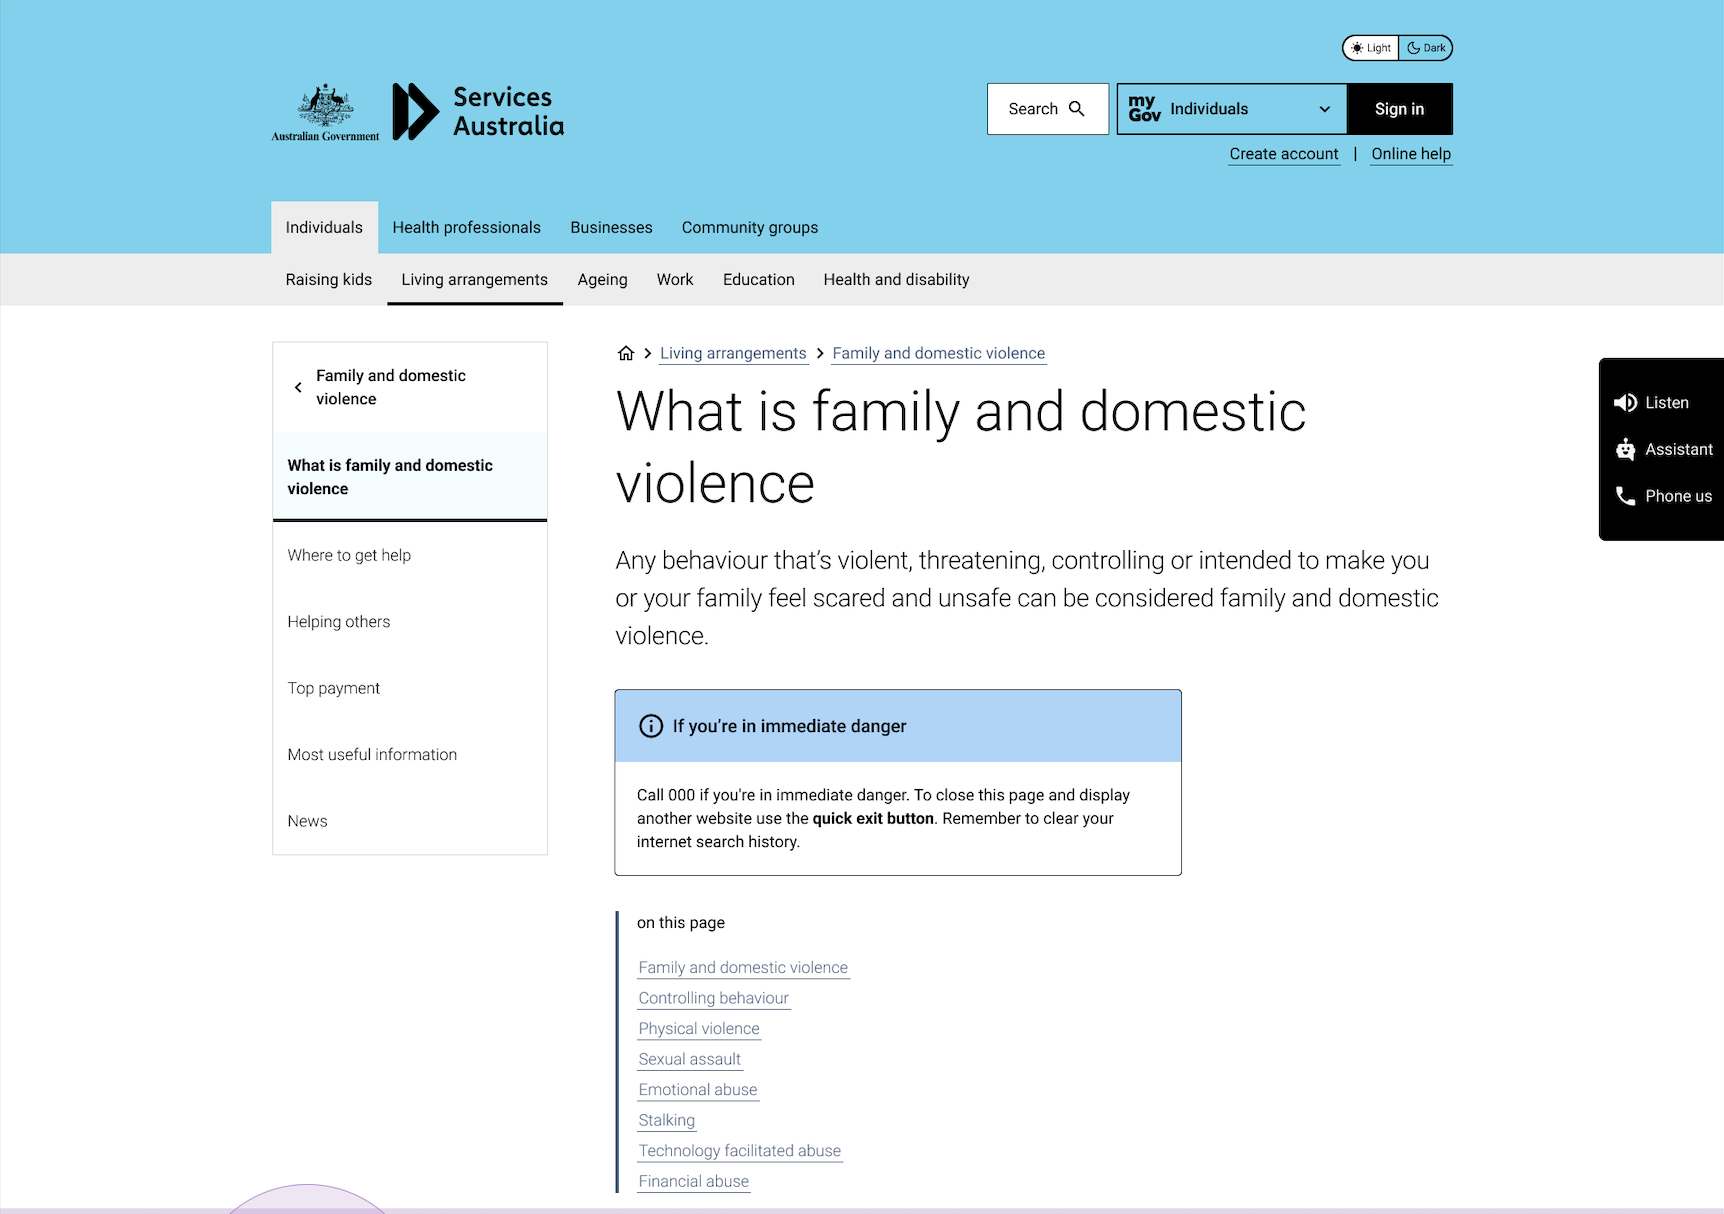 Light
Dark
Australian Government
Services
Australia
Search
my
Gov
Individuals
Sign in
Create account | Online help
Individuals
Health professionals
Businesses
Community groups
Raising kids
Living arrangements
Ageing
Work
Education
Health and disability
Family and domestic
violence
What is family and domestic
violence
Where to get help
Helping others
Top payment
Most useful information
News
Living arrangements
Family and domestic violence
What is family and domestic
violence
Any behaviour that’s violent, threatening, controlling or intended to make you
or your family feel scared and unsafe can be considered family and domestic
violence.
If you’re in immediate danger
Call 000 if you're in immediate danger. To close this page and display
another website use the quick exit button. Remember to clear your
internet search history.
on this page
Family and domestic violence
Controlling behaviour
Physical violence
Sexual assault
Emotional abuse
Stalking
Technology facilitated abuse
Financial abuse
Listen
Assistant
Phone us